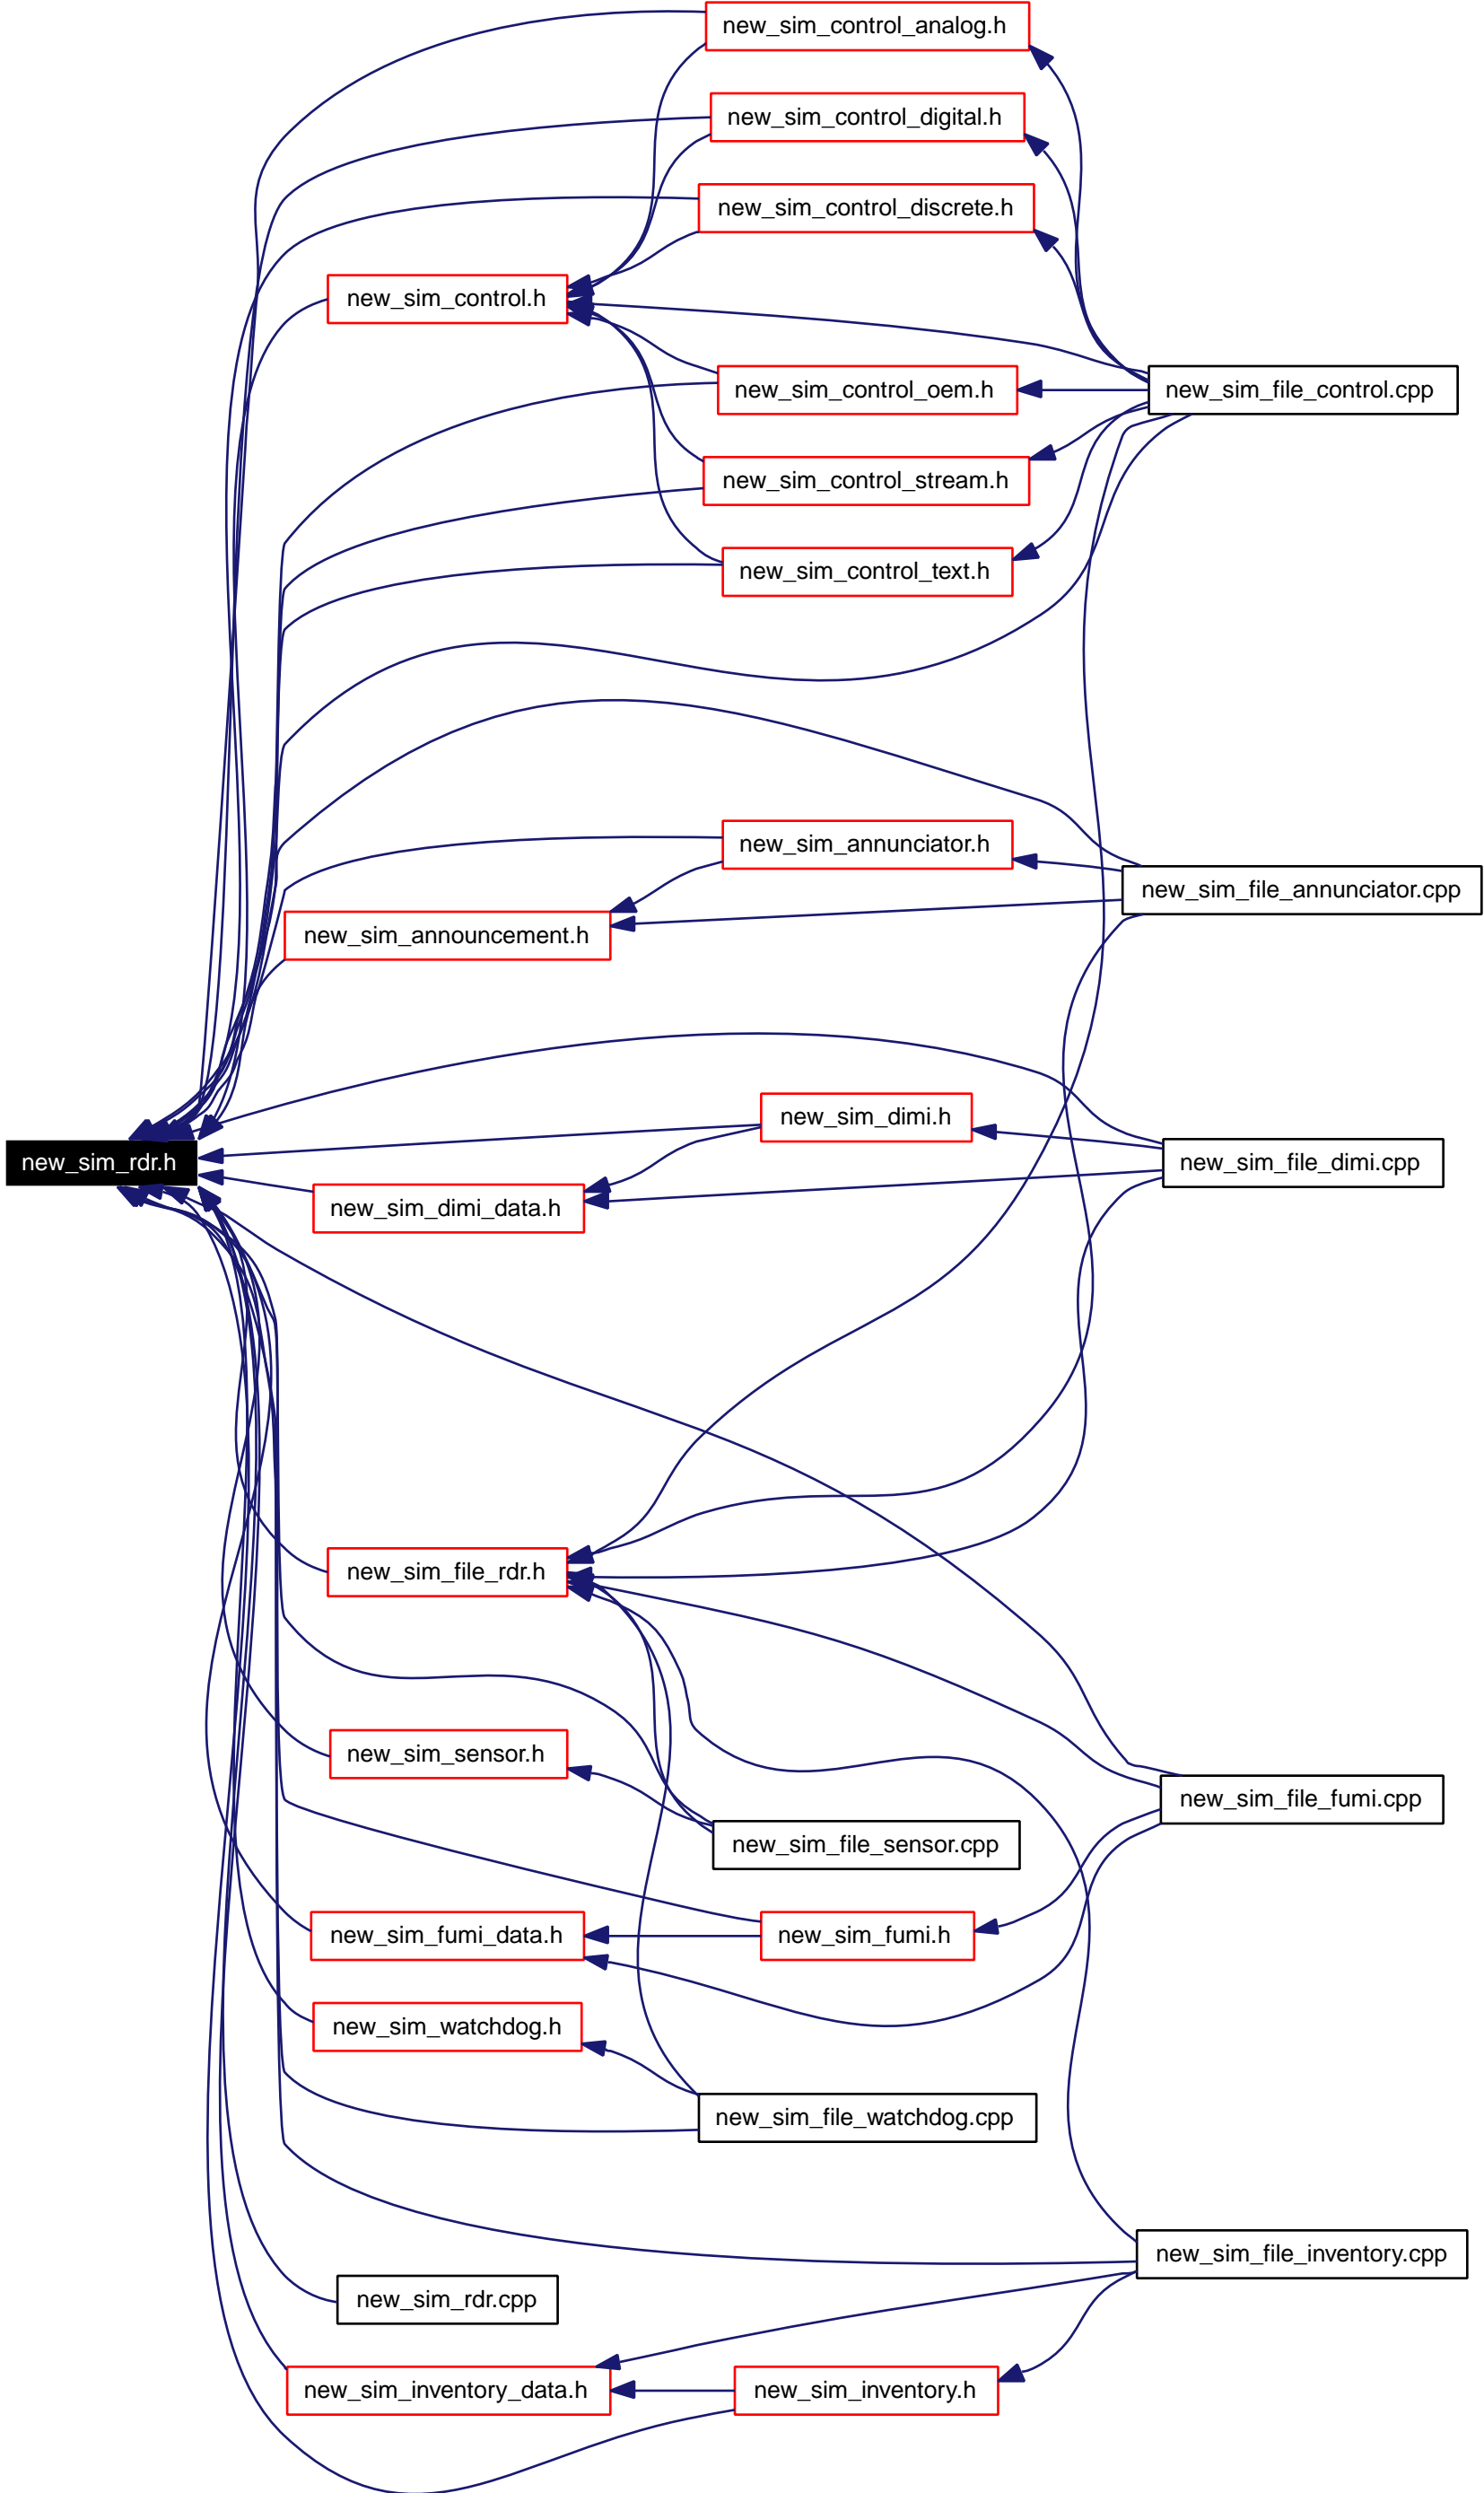 new_sim_control_analog.h
new_sim_control_digital.h
new_sim_control_discrete.h
new_sim_control.h
new_sim_control_oem.h
new_sim_file_control.cpp
new_sim_control_stream.h
new_sim_control_text.h
new_sim_annunciator.h
new_sim_file_annunciator.cpp
new_sim_announcement.h
new_sim_dimi.h
new_sim_rdr.h
new_sim_file_dimi.cpp
new_sim_dimi_data.h
new_sim_file_rdr.h
new_sim_sensor.h
new_sim_file_fumi.cpp
new_sim_file_sensor.cpp
new_sim_fumi_data.h
new_sim_fumi.h
new_sim_watchdog.h
new_sim_file_watchdog.cpp
new_sim_file_inventory.cpp
new_sim_rdr.cpp
new_sim_inventory_data.h
new_sim_inventory.h